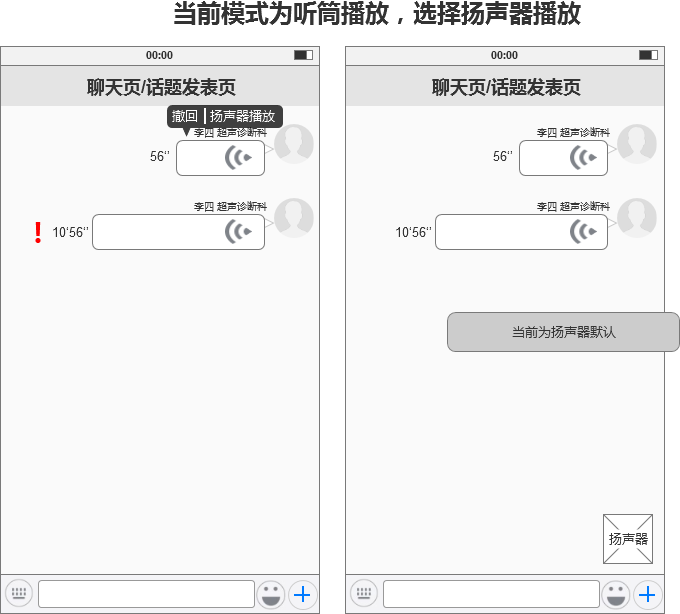 当前模式为听筒播放，选择扬声器播放
00:00
聊天页/话题发表页
撤回 扬声器播放
李四 超声诊断科
56‘’
李四 超声诊断科
! 10‘56‘’
00:00
聊天页/话题发表页
李四 超声诊断科
56‘’
李四 超声诊断科
10‘56‘’
当前为扬声器默认
扬声器